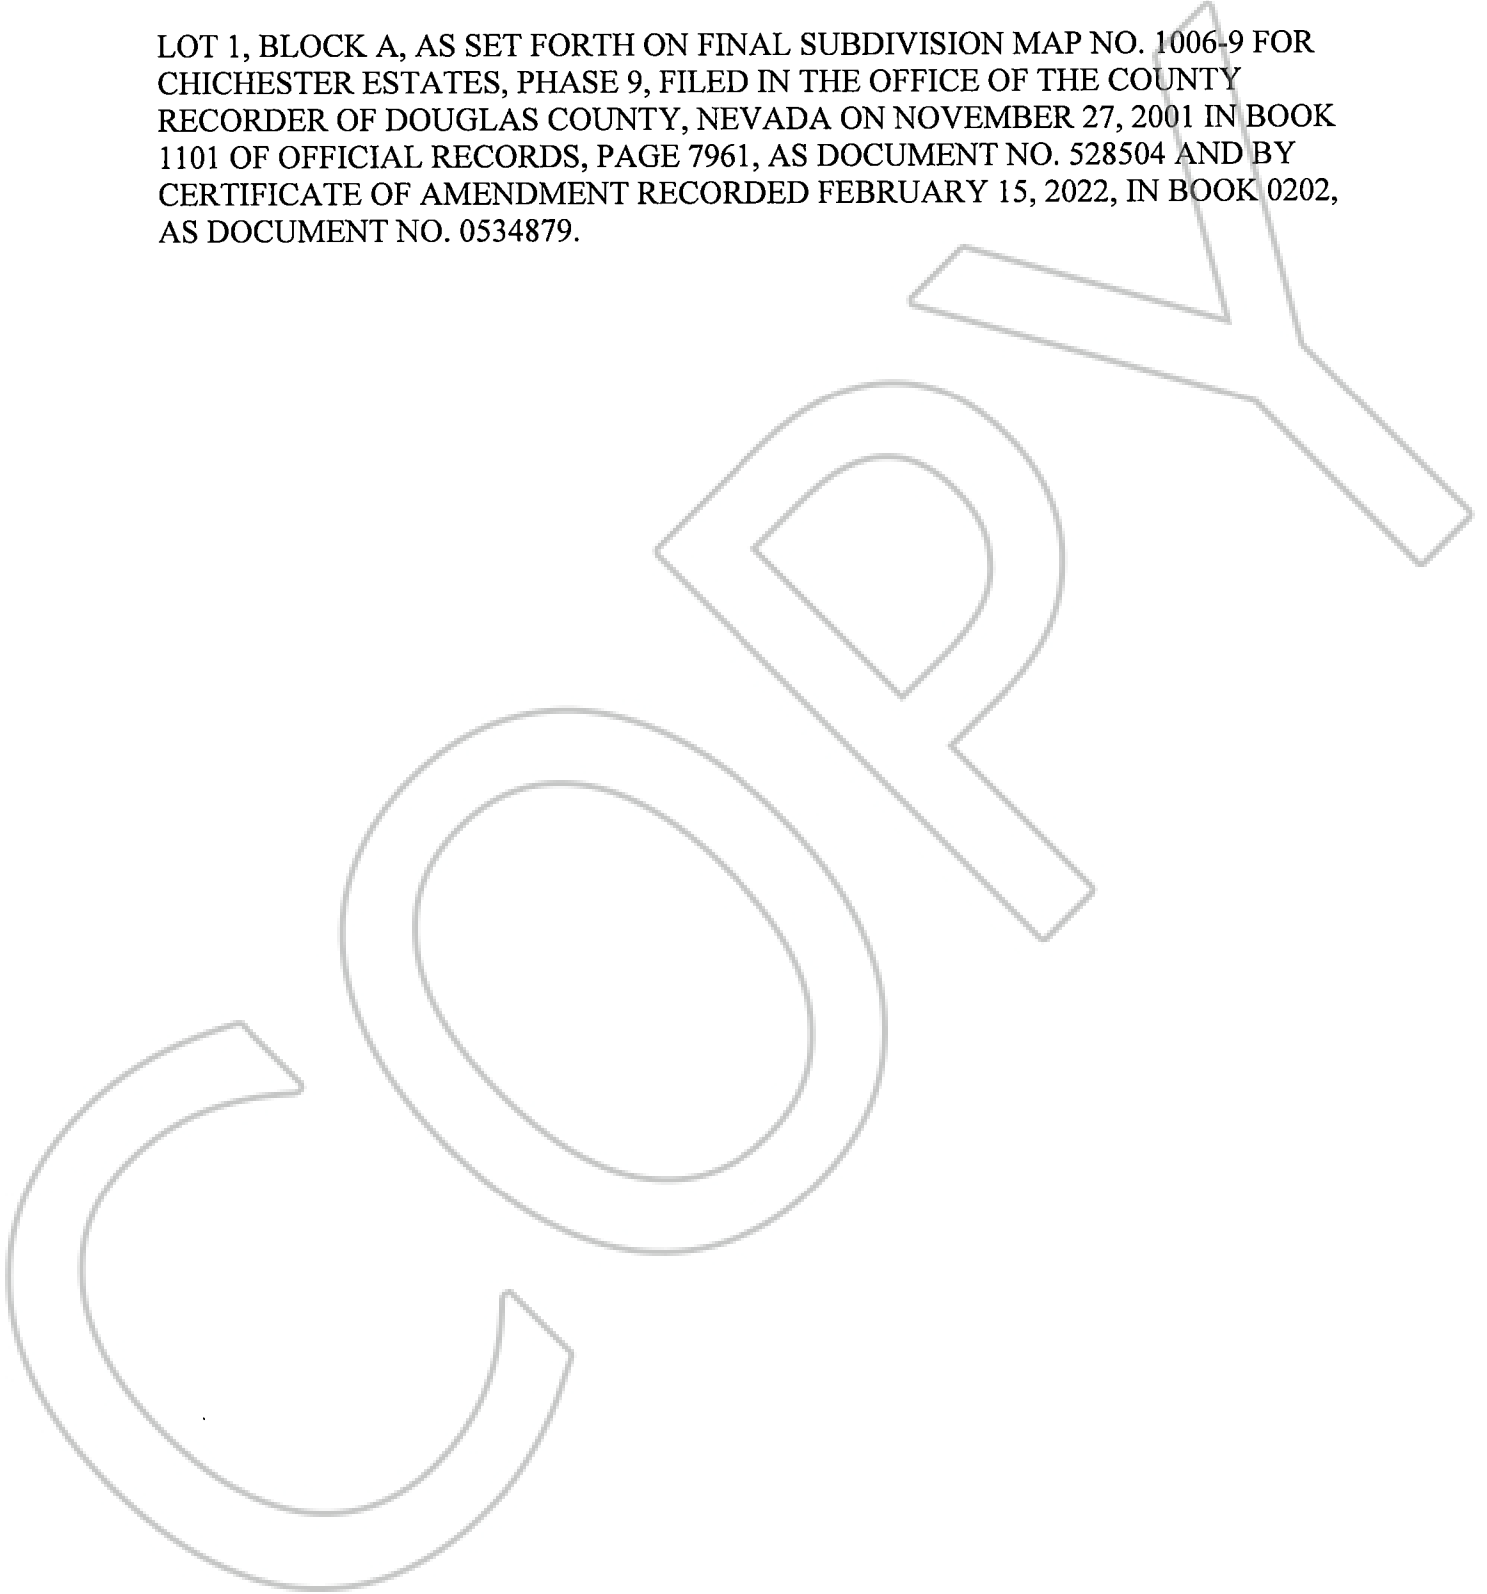 LOT 1, BLOCK A, AS SET FORTH ON FINAL SUBDIVISION MAP NO. 1006-9 FOR
CHICHESTER ESTATES, PHASE 9, FILED IN THE OFFICE OF THE COUNTY
RECORDER OF DOUGLAS COUNTY, NEVADA ON NOVEMBER 27, 2001 IN BOOK
1101 OF OFFICIAL RECORDS, PAGE 7961, AS DOCUMENT NO. 528504 AND BY
CERTIFICATE OF AMENDMENT RECORDED FEBRUARY 15, 2022, IN BOOK 0202,
AS DOCUMENT NO. 0534879.
COPY